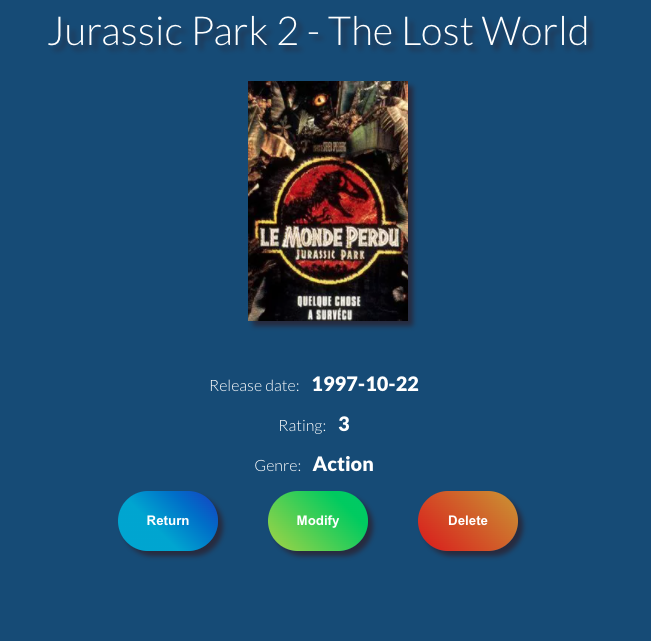 Jurassic Park 2 - The Lost World
LE MONDE PERDU
JURASSIC PARK
QUELQUE CHOSE
A SURVÉCU
Release date: 1997-10-22
Rating: 3
Genre: Action
Return Modify Delete